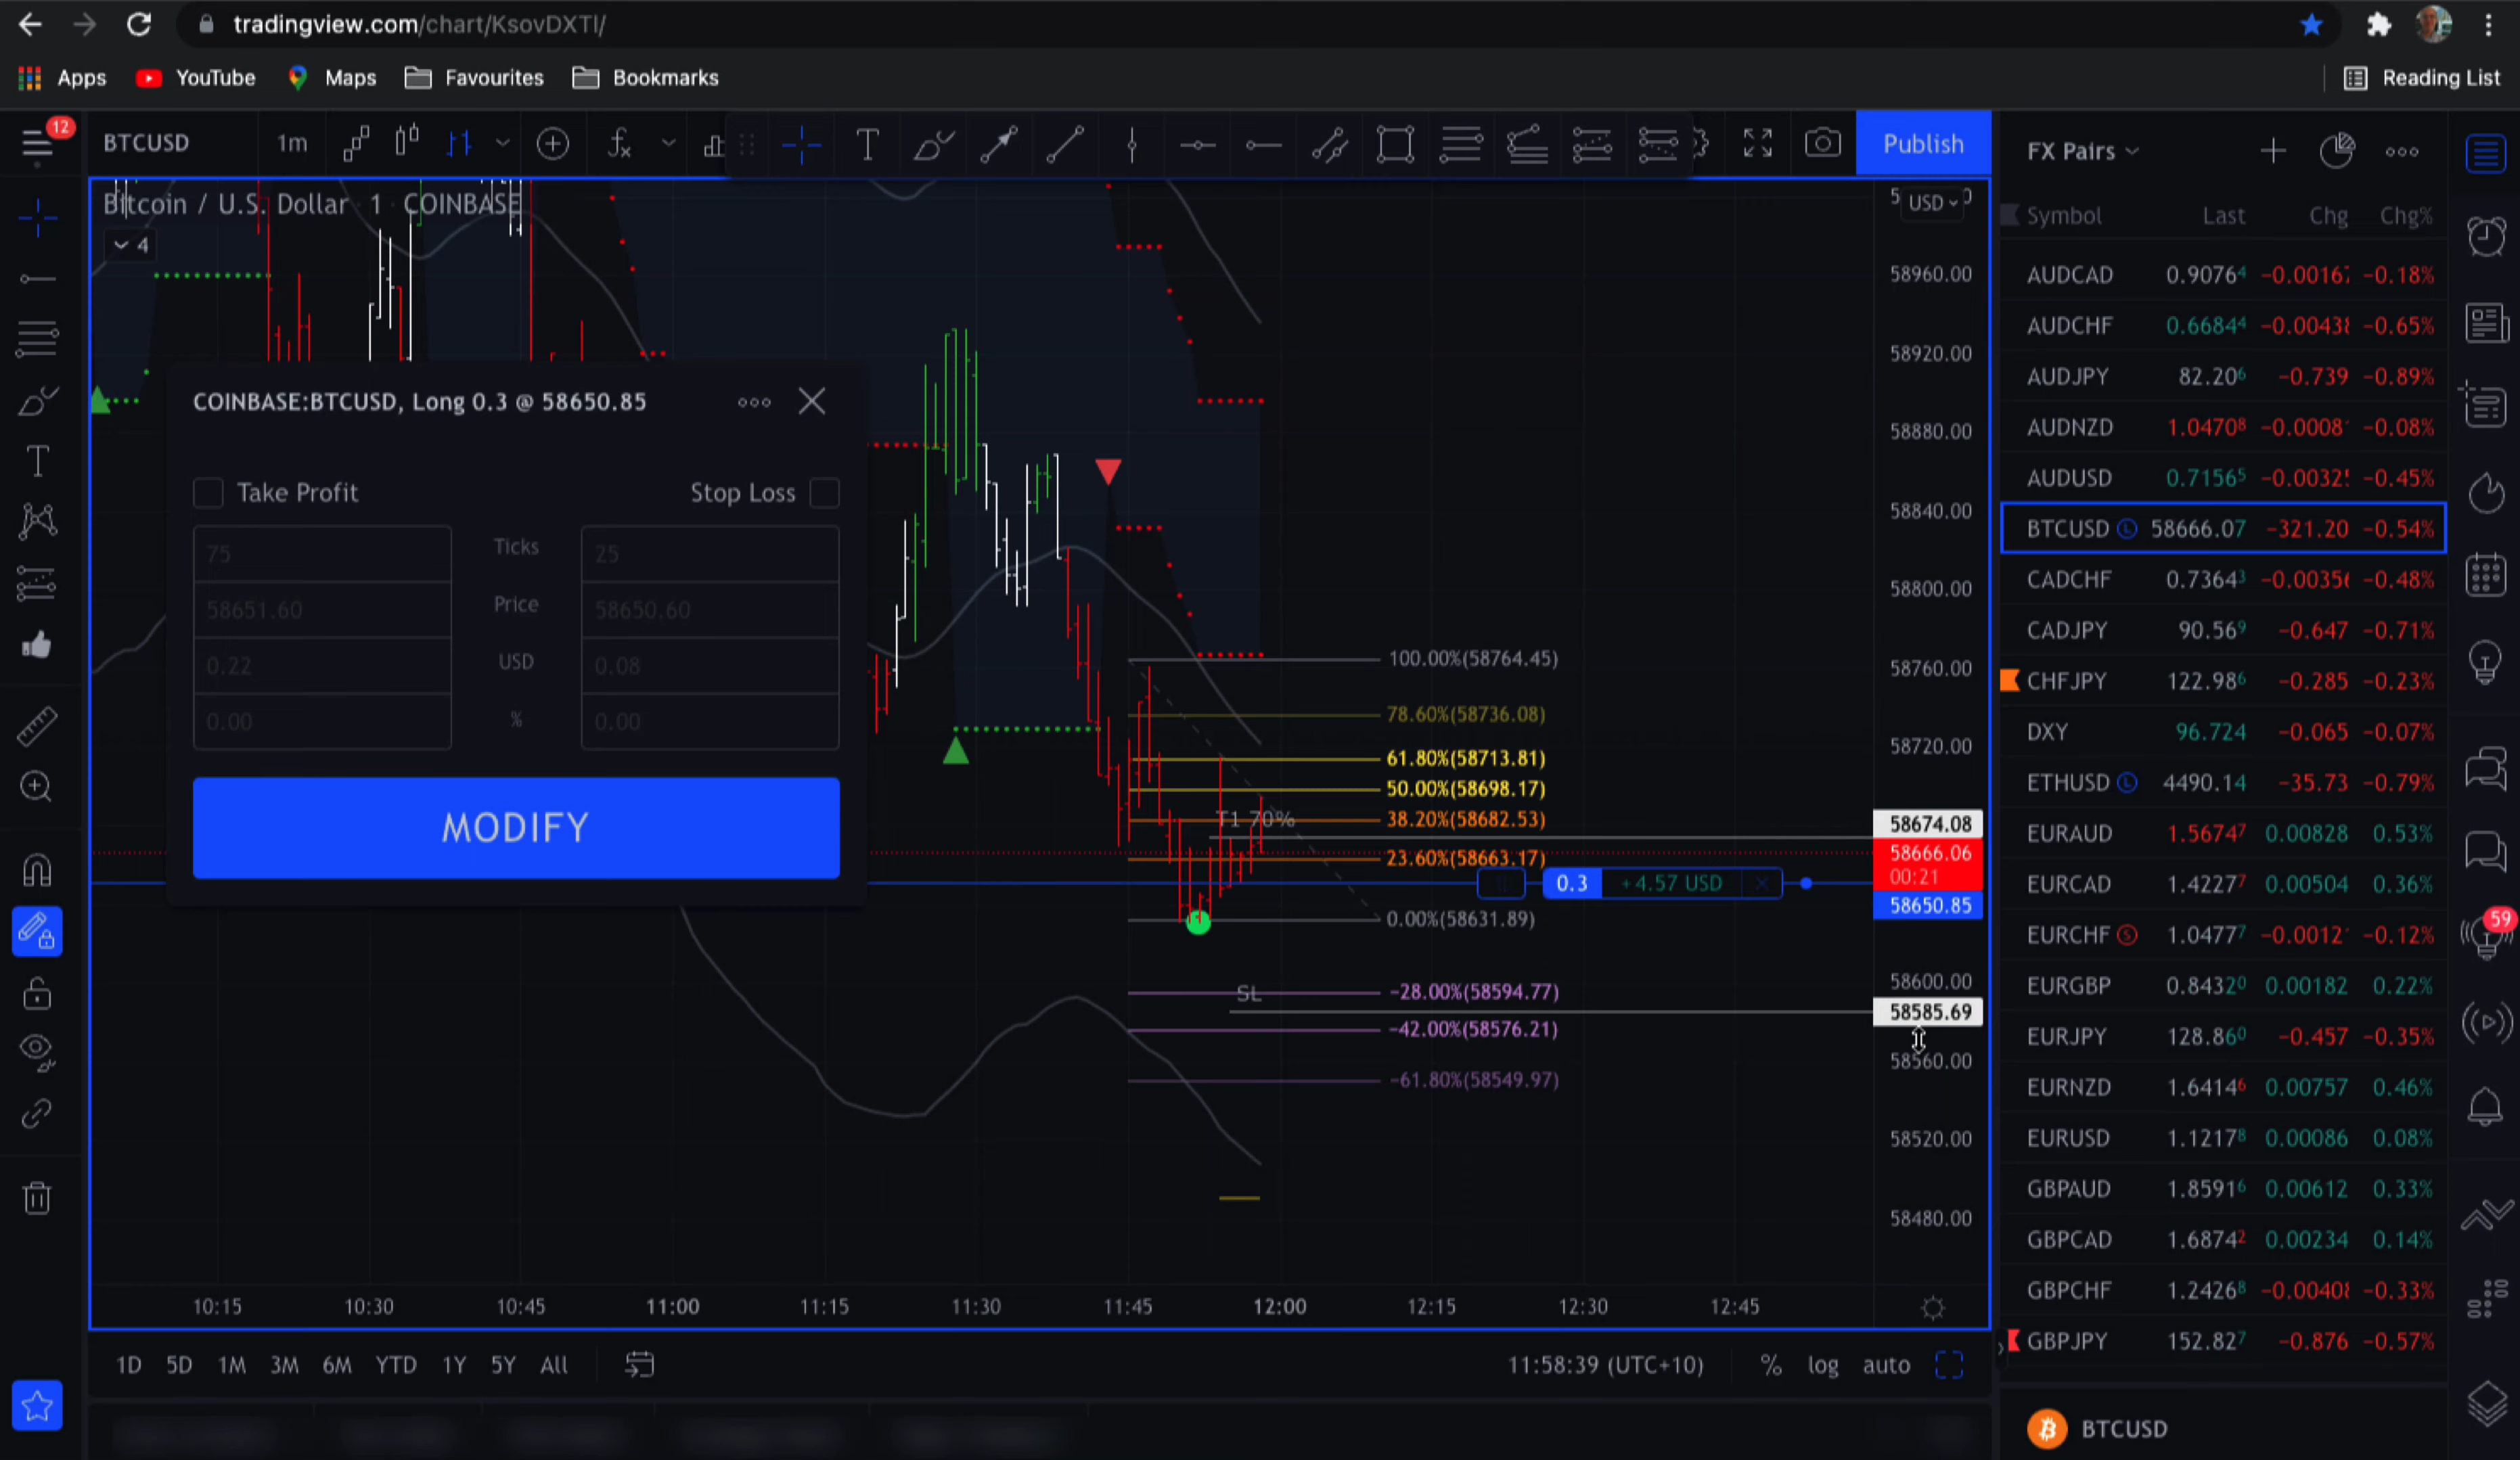 tradingview.com/chart/KsovDXTl/
Apps YouTube Maps Favourites Bookmarks Reading List
12
BTCUSD 1m Publish
FX Pairs
Bitcoin / U.S. Dollar 1 COINBASE
4
USD
Symbol Last Chg Chg%
58960.00
58920.00
58880.00
58840.00
58800.00
58760.00
58720.00
58674.08
58666.06
00:21
58650.85
58600.00
58585.69
58560.00
58520.00
58480.00
COINBASE:BTCUSD, Long 0.3 @ 58650.85
Take Profit Stop Loss
75 Ticks 25
58651.60 Price 58650.60
0.22 USD 0.08
0.00 % 0.00
MODIFY
100.00%(58764.45)
78.60%(58736.08)
61.80%(58713.81)
50.00%(58698.17)
T1 70% 38.20%(58682.53)
23.60%(58663.17)
0.3 +4.57 USD
0.00%(58631.89)
SL -28.00%(58594.77)
-42.00%(58576.21)
-61.80%(58549.97)
10:15 10:30 10:45 11:00 11:15 11:30 11:45 12:00 12:15 12:30 12:45
1D 5D 1M 3M 6M YTD 1Y 5Y All
11:58:39 (UTC+10) % log auto
AUDCAD 0.90764 −0.00167 −0.18%
AUDCHF 0.66844 −0.00438 −0.65%
AUDJPY 82.206 −0.739 −0.89%
AUDNZD 1.04708 −0.0008 −0.08%
AUDUSD 0.71565 −0.0032 −0.45%
BTCUSD L 58666.07 −321.20 −0.54%
CADCHF 0.73643 −0.0035 −0.48%
CADJPY 90.569 −0.647 −0.71%
CHFJPY 122.986 −0.285 −0.23%
DXY 96.724 −0.065 −0.07%
ETHUSD L 4490.14 −35.73 −0.79%
EURAUD 1.56747 0.00828 0.53%
EURCAD 1.42277 0.00504 0.36%
EURCHF S 1.04777 −0.0012 −0.12%
EURGBP 0.84320 0.00182 0.22%
EURJPY 128.860 −0.457 −0.35%
EURNZD 1.64146 0.00757 0.46%
EURUSD 1.12178 0.00086 0.08%
GBPAUD 1.85916 0.00612 0.33%
GBPCAD 1.68742 0.00234 0.14%
GBPCHF 1.24268 −0.0040 −0.33%
GBPJPY 152.827 −0.876 −0.57%
59
BTCUSD